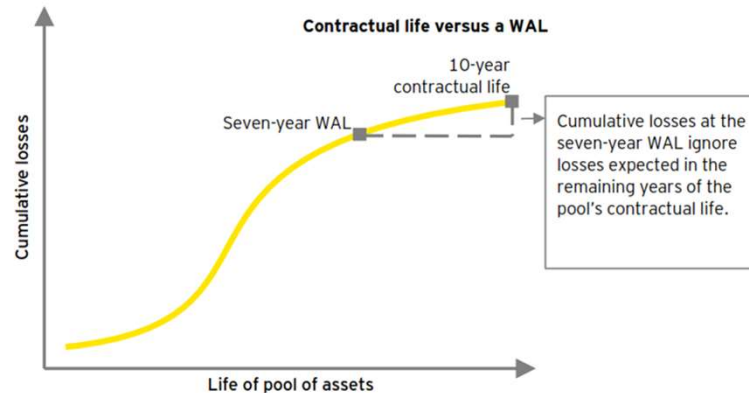 Contractual life versus a WAL
10-year
contractual life
Seven-year WAL
Cumulative losses at the
seven-year WAL ignore
losses expected in the
remaining years of the
pool's contractual life.
Cumulative losses
Life of pool of assets